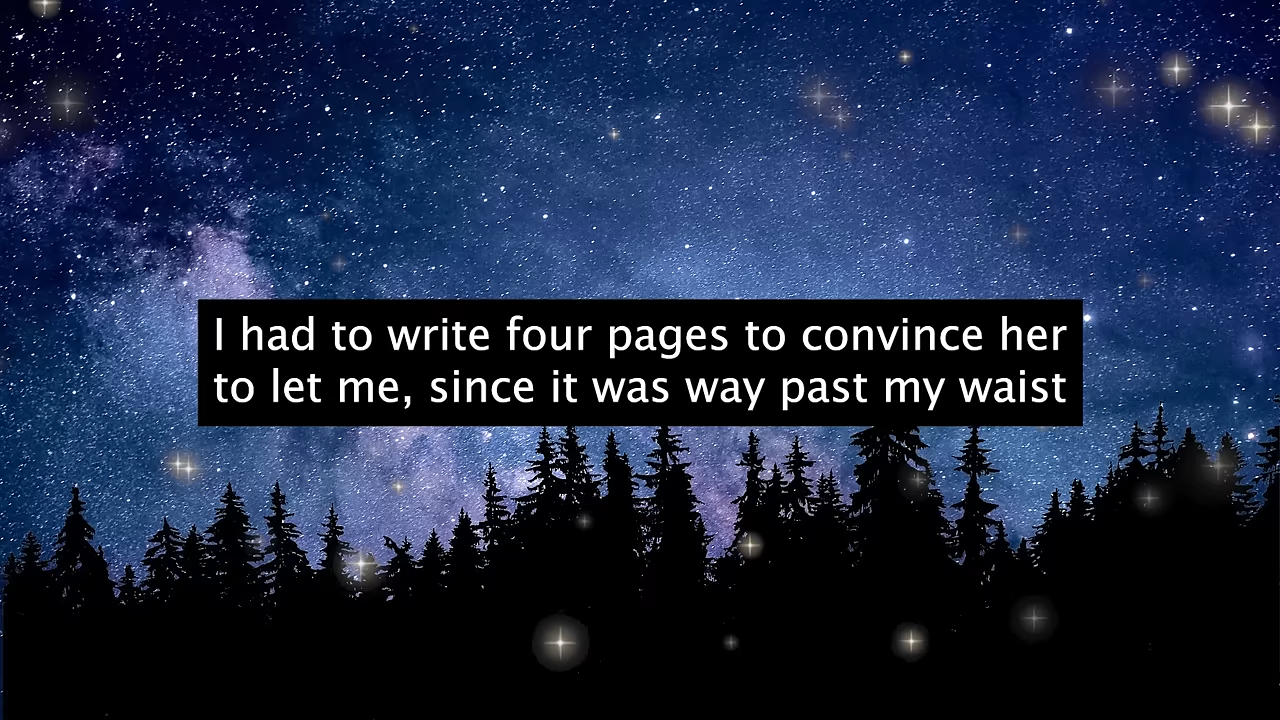 I had to write four pages to convince her
to let me, since it was way past my waist